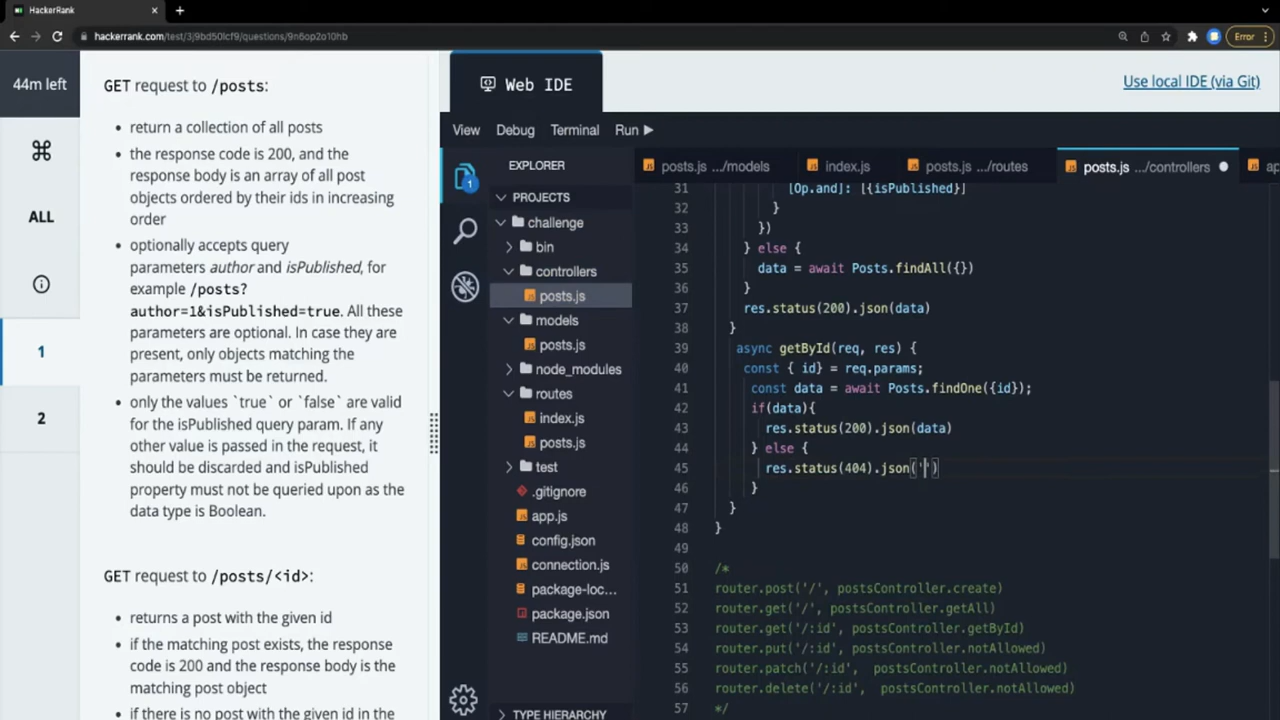 HackerRank
hackerrank.com/test/3/9bd50lcf9/questions/9n6op2o10hb
Error
44m left
ALL
1
2
GET request to /posts:
• return a collection of all posts
• the response code is 200, and the
response body is an array of all post
objects ordered by their ids in increasing
order
• optionally accepts query
parameters author and isPublished, for
example /posts?
author=1&isPublished=true. All these
parameters are optional. In case they are
present, only objects matching the
parameters must be returned.
• only the values `true` or `false` are valid
for the isPublished query param. If any
other value is passed in the request, it
should be discarded and isPublished
property must not be queried upon as the
data type is Boolean.
GET request to /posts/<id>:
• returns a post with the given id
• if the matching post exists, the response
code is 200 and the response body is the
matching post object
• if there is no post with the given id in the
Web IDE
Use local IDE (via Git)
View Debug Terminal Run
1
EXPLORER
PROJECTS
challenge
bin
controllers
posts.js
models
posts.js
node_modules
routes
index.js
posts.js
test
.gitignore
app.js
config.json
connection.js
package-loc...
package.json
README.md
TYPE HIERARCHY
posts.js .../models index.js posts.js .../routes posts.js .../controllers ap
31 [Op.and]: [{isPublished}]
32 }
33 })
34 } else {
35 data = await Posts.findAll({})
36 }
37 res.status(200).json(data)
38 }
39 async getById(req, res) {
40 const { id} = req.params;
41 const data = await Posts.findOne({id});
42 if(data){
43 res.status(200).json(data)
44 } else {
45 res.status(404).json('')
46 }
47 }
48 }
49
50 /*
51 router.post('/', postsController.create)
52 router.get('/', postsController.getAll)
53 router.get('/:id', postsController.getById)
54 router.put('/:id', postsController.notAllowed)
55 router.patch('/:id', postsController.notAllowed)
56 router.delete('/:id', postsController.notAllowed)
57 */